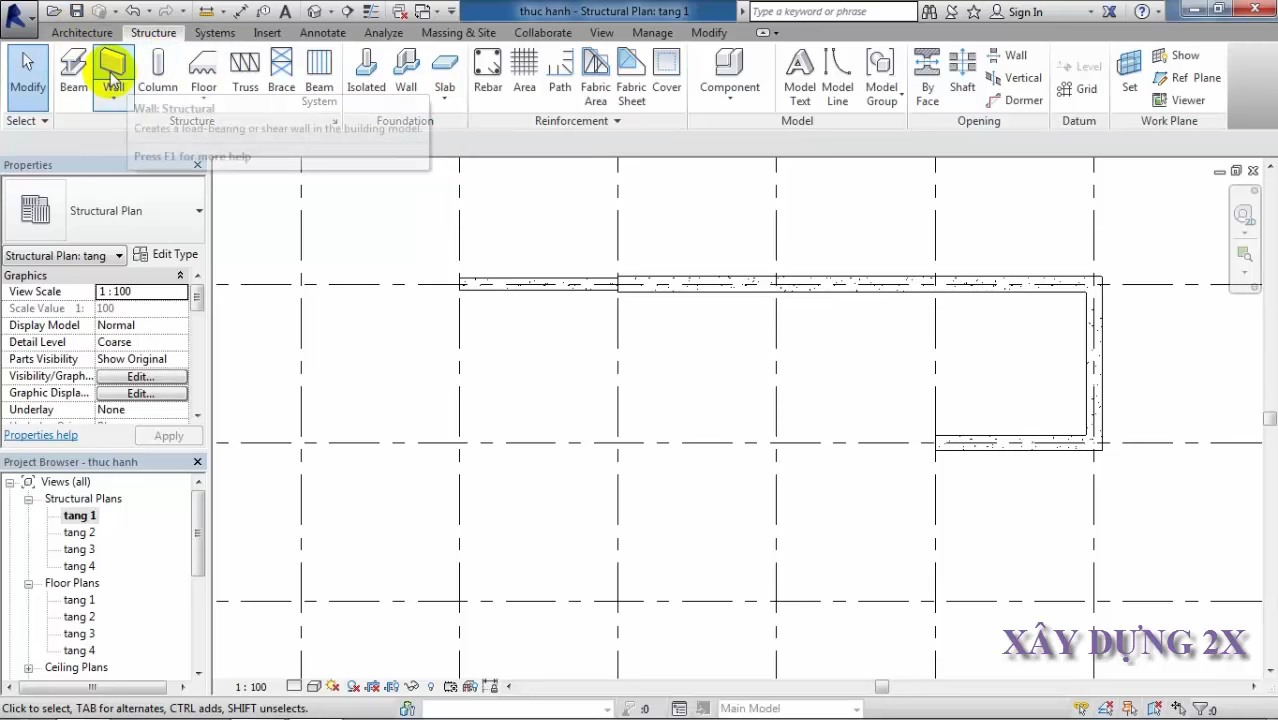 thuc hanh - Structural Plan: tang 1
Type a keyword or phrase
Sign In
Architecture Structure Systems Insert Annotate Analyze Massing & Site Collaborate View Manage Modify
Modify Beam Wall Column Floor Truss Brace Beam System Isolated Wall Slab Rebar Area Path Fabric Area Fabric Sheet Cover Component Model Text Model Line Model Group By Face Shaft Wall Vertical Dormer Level Grid Set Show Ref Plane Viewer
Select Structure Foundation Reinforcement Model Opening Datum Work Plane
Wall: Structural
Creates a load-bearing or shear wall in the building model.
Press F1 for more help
Properties
Structural Plan
Structural Plan: tang Edit Type
Graphics
View Scale 1 : 100
Scale Value 1: 100
Display Model Normal
Detail Level Coarse
Parts Visibility Show Original
Visibility/Graph... Edit...
Graphic Displa... Edit...
Underlay None
Properties help Apply
Project Browser - thuc hanh
Views (all)
Structural Plans
tang 1
tang 2
tang 3
tang 4
Floor Plans
tang 1
tang 2
tang 3
tang 4
Ceiling Plans
2D
XÂY DỰNG 2X
1 : 100
Click to select, TAB for alternates, CTRL adds, SHIFT unselects. :0 Main Model :0